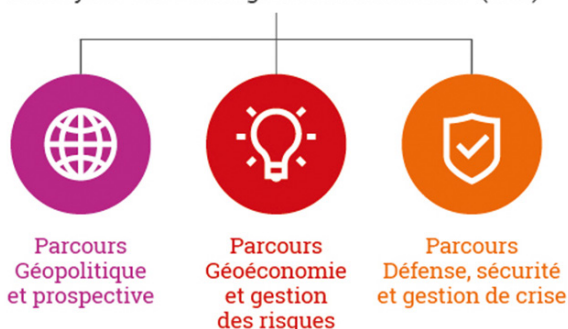 Parcours
Géopolitique
et prospective
Parcours
Géoéconomie
et gestion
des risques
Parcours
Défense, sécurité
et gestion de crise